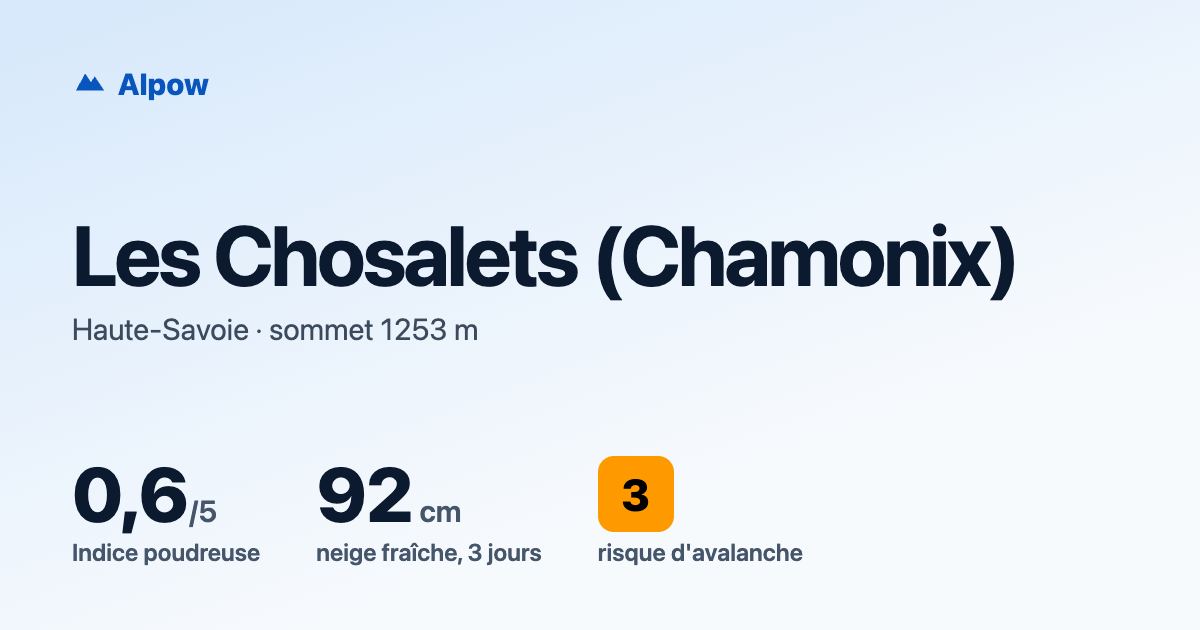 Alpow
Les Chosalets (Chamonix)
Haute-Savoie · sommet 1253 m
0,6/5
Indice poudreuse
92 cm
neige fraîche, 3 jours
3
risque d'avalanche